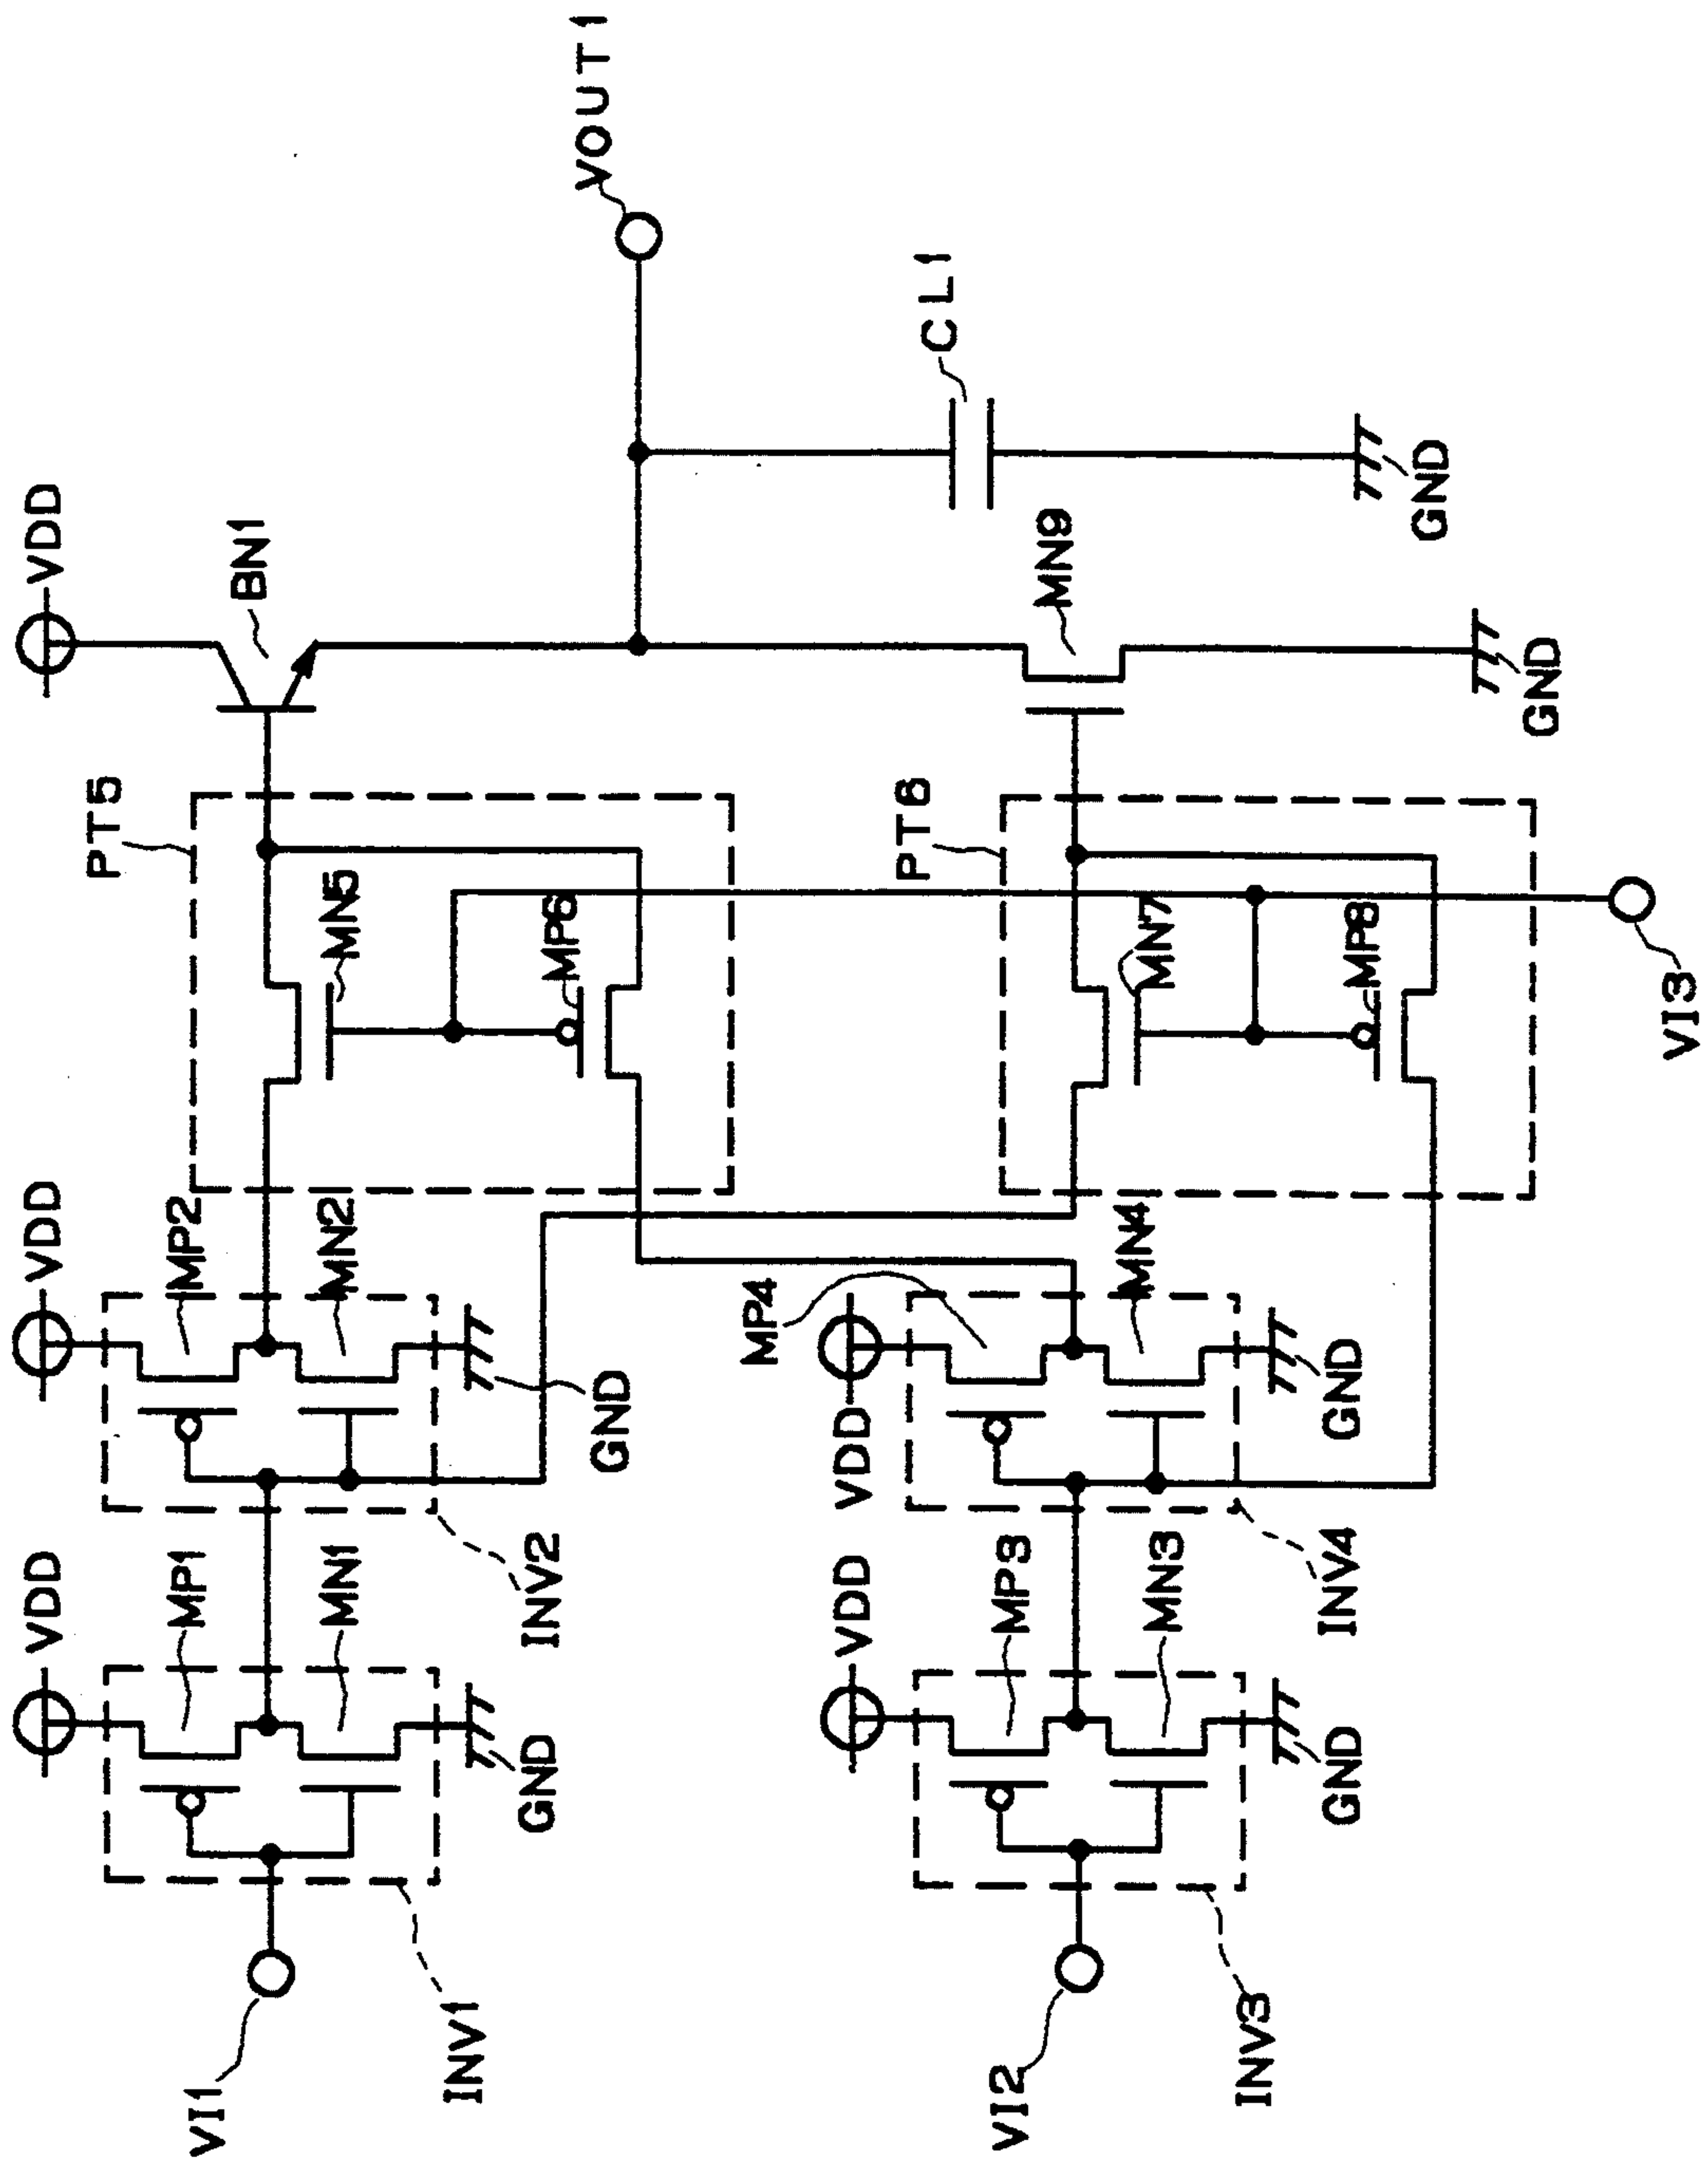 VDD
BN1
VOUT1
CL1
GND
MN9
GND
PT5
MN5
MP6
PT6
MN7
MP8
VI3
VDD
MP2
MN2
GND
INV2
VDD
MP4
MN4
GND
INV4
VDD
MP1
MN1
GND
INV1
VI1
VDD
MP3
MN3
GND
INV3
VI2